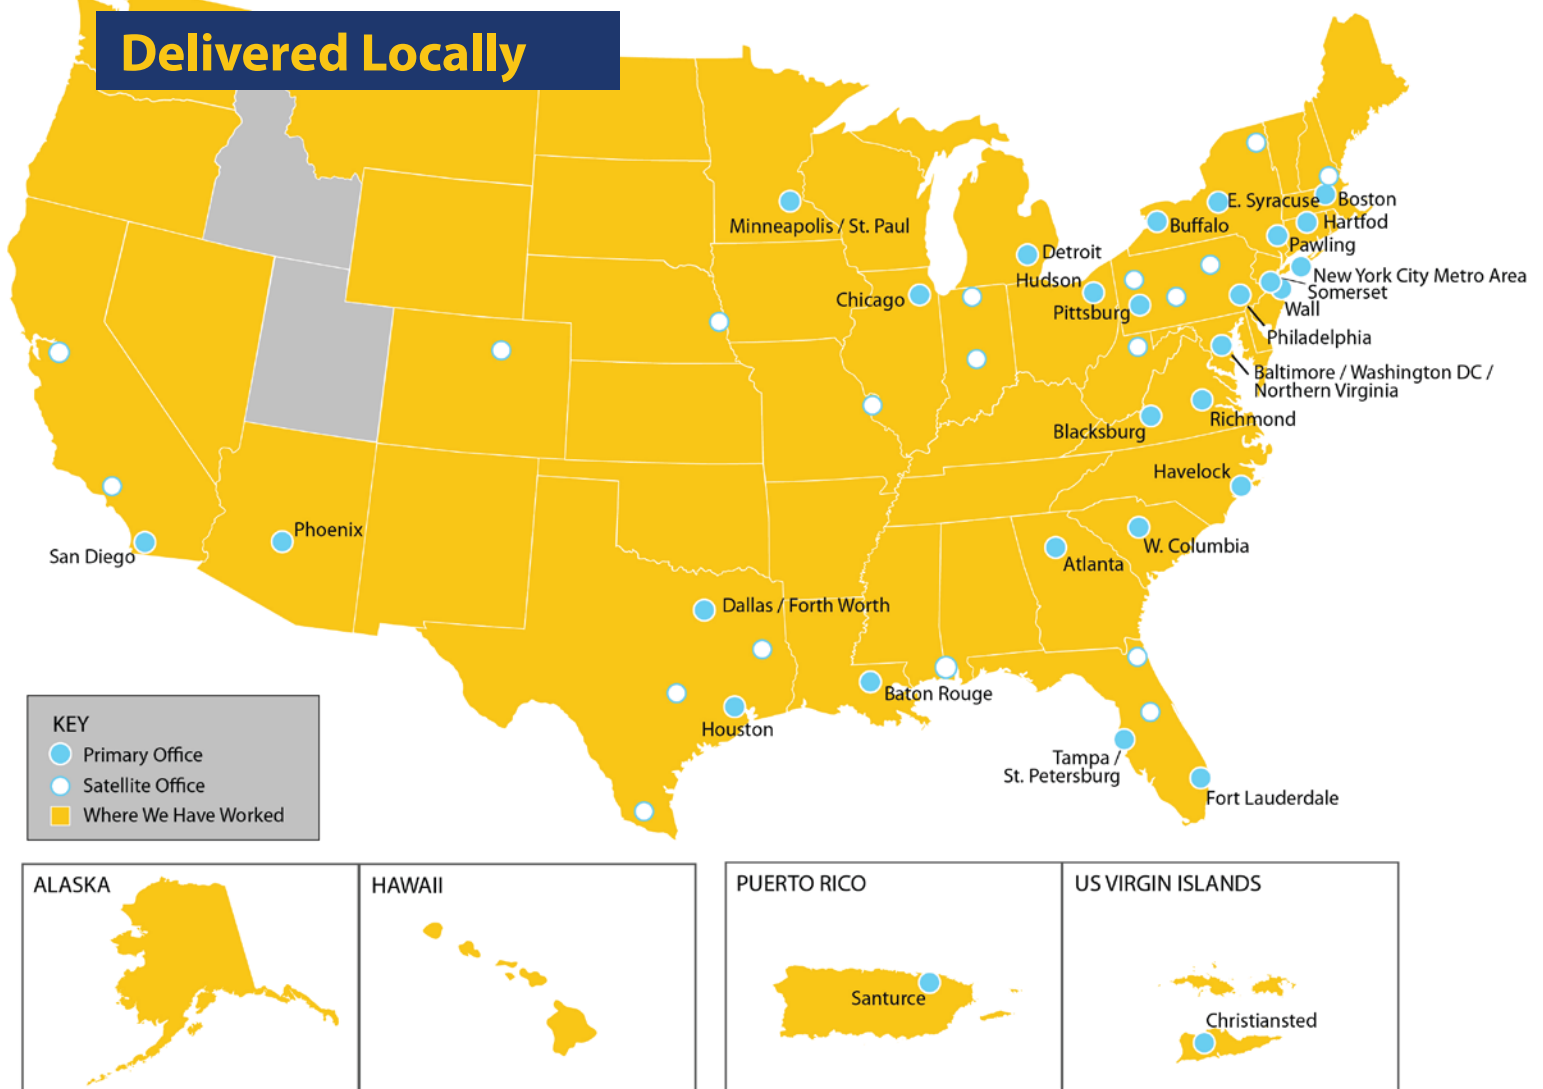 Delivered Locally
Minneapolis / St. Paul
E. Syracuse
Boston
Buffalo
Hartfod
Pawling
Detroit
Hudson
New York City Metro Area
Somerset
Chicago
Pittsburg
Wall
Philadelphia
Baltimore / Washington DC /
Northern Virginia
Richmond
Blacksburg
Havelock
Phoenix
San Diego
W. Columbia
Atlanta
Dallas / Forth Worth
Baton Rouge
Houston
Tampa /
St. Petersburg
Fort Lauderdale
KEY
Primary Office
Satellite Office
Where We Have Worked
ALASKA
HAWAII
PUERTO RICO
US VIRGIN ISLANDS
Santurce
Christiansted